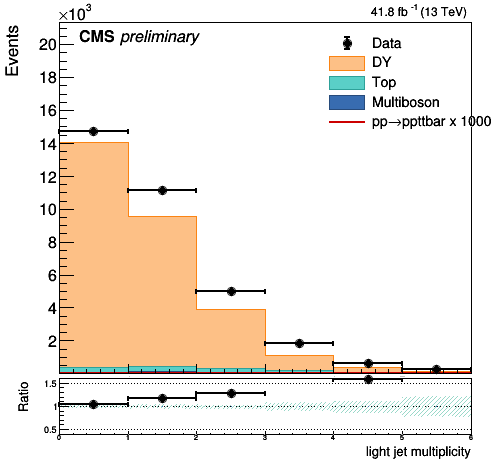 ×10³
41.8 fb⁻¹ (13 TeV)
CMS preliminary
Events
20
18
16
14
12
10
8
6
4
2
Data
DY
Top
Multiboson
pp→ppttbar x 1000
Ratio
1.5
1
0.5
0 1 2 3 4 5 6
light jet multiplicity